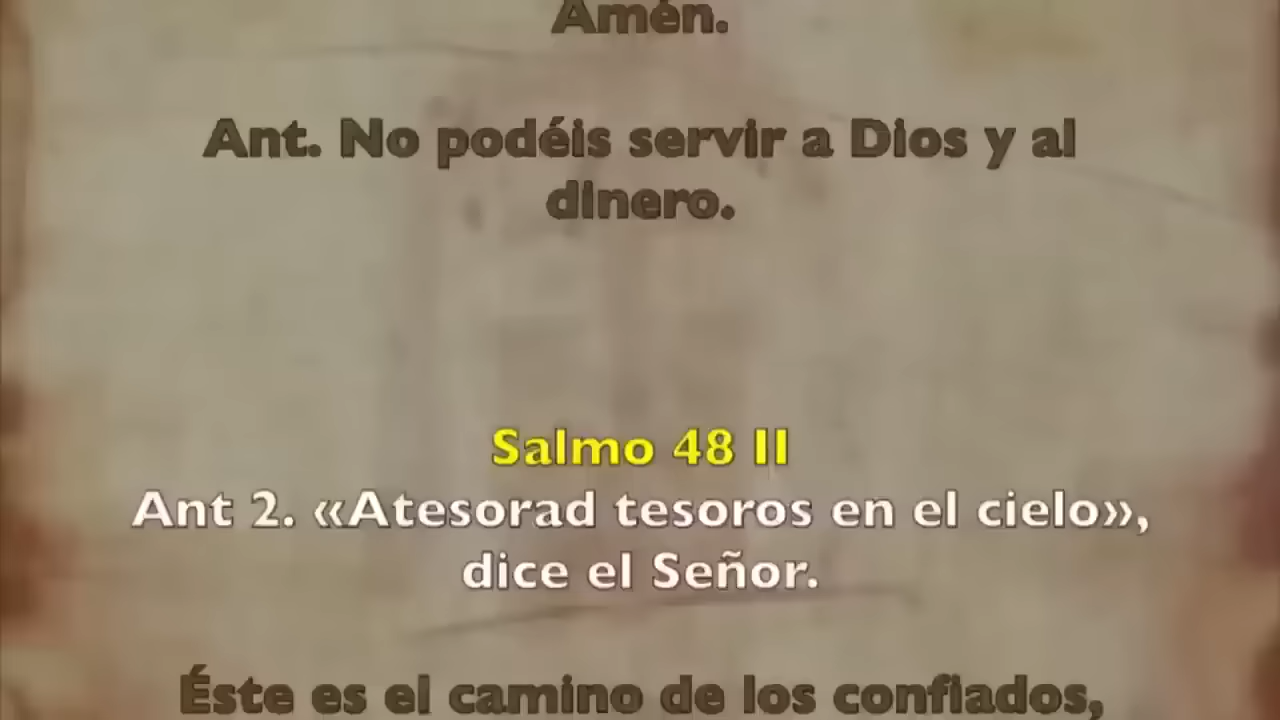 Amén.
Ant. No podéis servir a Dios y al
dinero.
Salmo 48 II
Ant 2. «Atesorad tesoros en el cielo»,
dice el Señor.
Éste es el camino de los confiados,